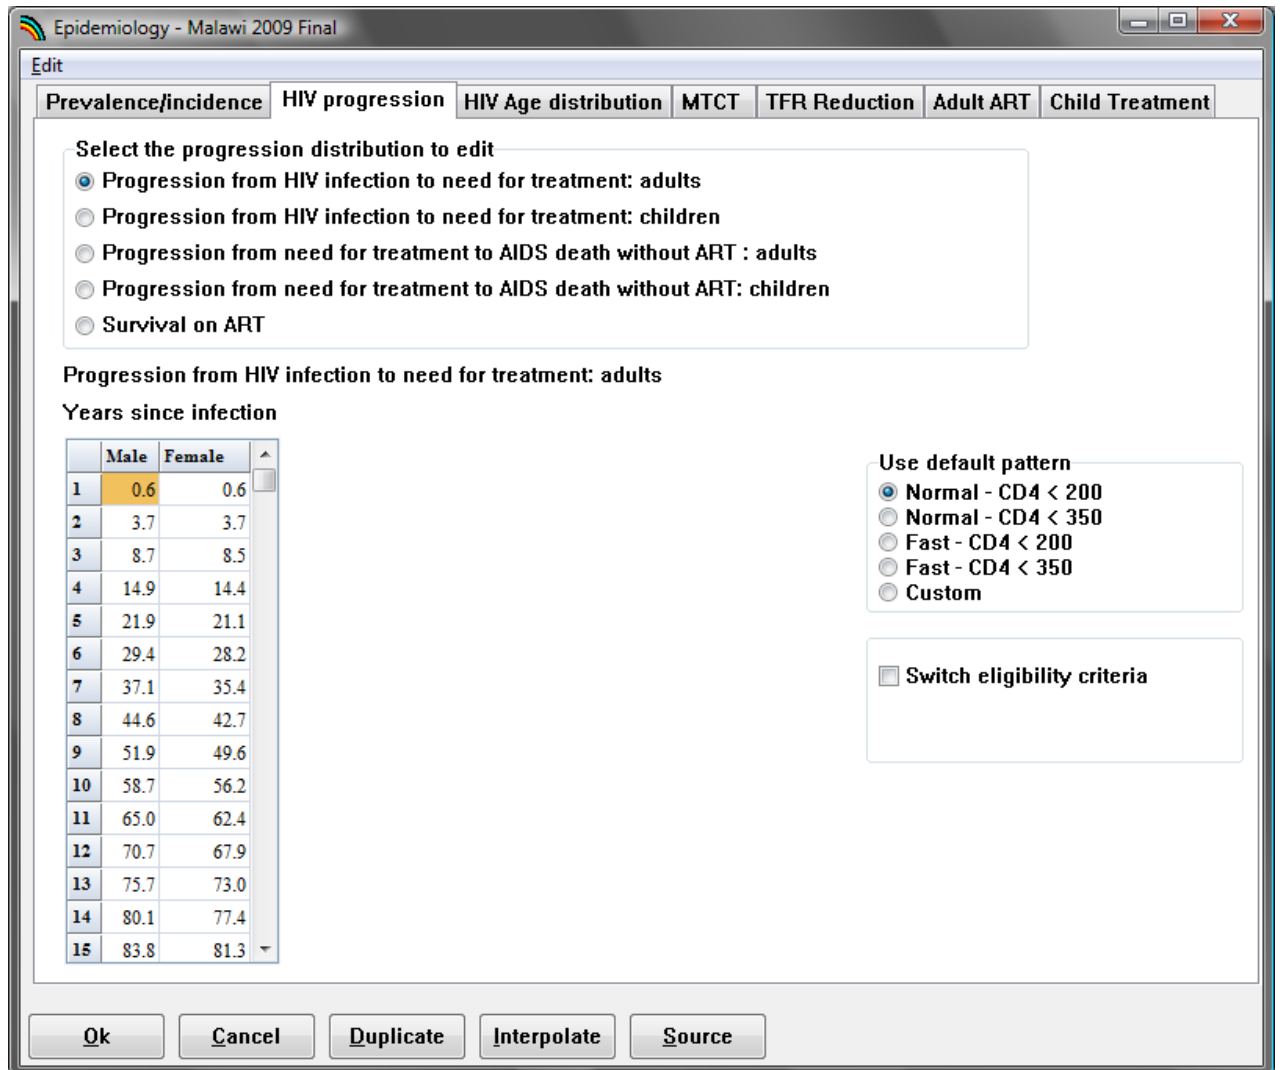 Epidemiology - Malawi 2009 Final
Edit
Prevalence/incidence HIV progression HIV Age distribution MTCT TFR Reduction Adult ART Child Treatment
Select the progression distribution to edit
Progression from HIV infection to need for treatment: adults
Progression from HIV infection to need for treatment: children
Progression from need for treatment to AIDS death without ART : adults
Progression from need for treatment to AIDS death without ART: children
Survival on ART
Progression from HIV infection to need for treatment: adults
Years since infection
Male Female
1 0.6 0.6
2 3.7 3.7
3 8.7 8.5
4 14.9 14.4
5 21.9 21.1
6 29.4 28.2
7 37.1 35.4
8 44.6 42.7
9 51.9 49.6
10 58.7 56.2
11 65.0 62.4
12 70.7 67.9
13 75.7 73.0
14 80.1 77.4
15 83.8 81.3
Use default pattern
Normal - CD4 < 200
Normal - CD4 < 350
Fast - CD4 < 200
Fast - CD4 < 350
Custom
Switch eligibility criteria
Ok Cancel Duplicate Interpolate Source